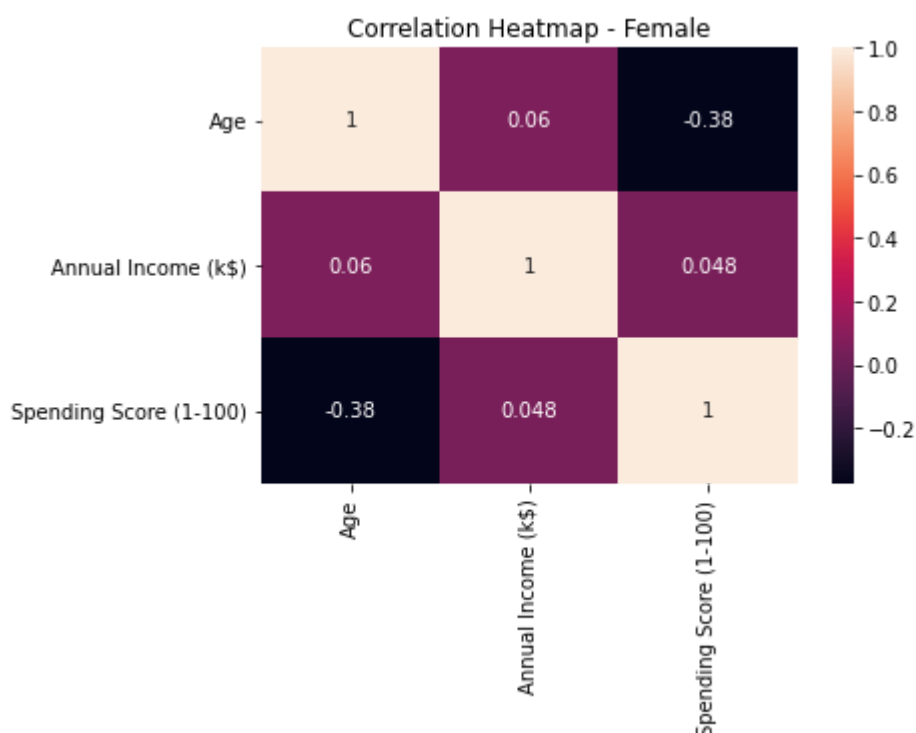 Correlation Heatmap - Female
Age
1
0.06
-0.38
Annual Income (k$)
0.06
1
0.048
Spending Score (1-100)
-0.38
0.048
1
Age
Annual Income (k$)
Spending Score (1-100)
1.0
0.8
0.6
0.4
0.2
0.0
−0.2